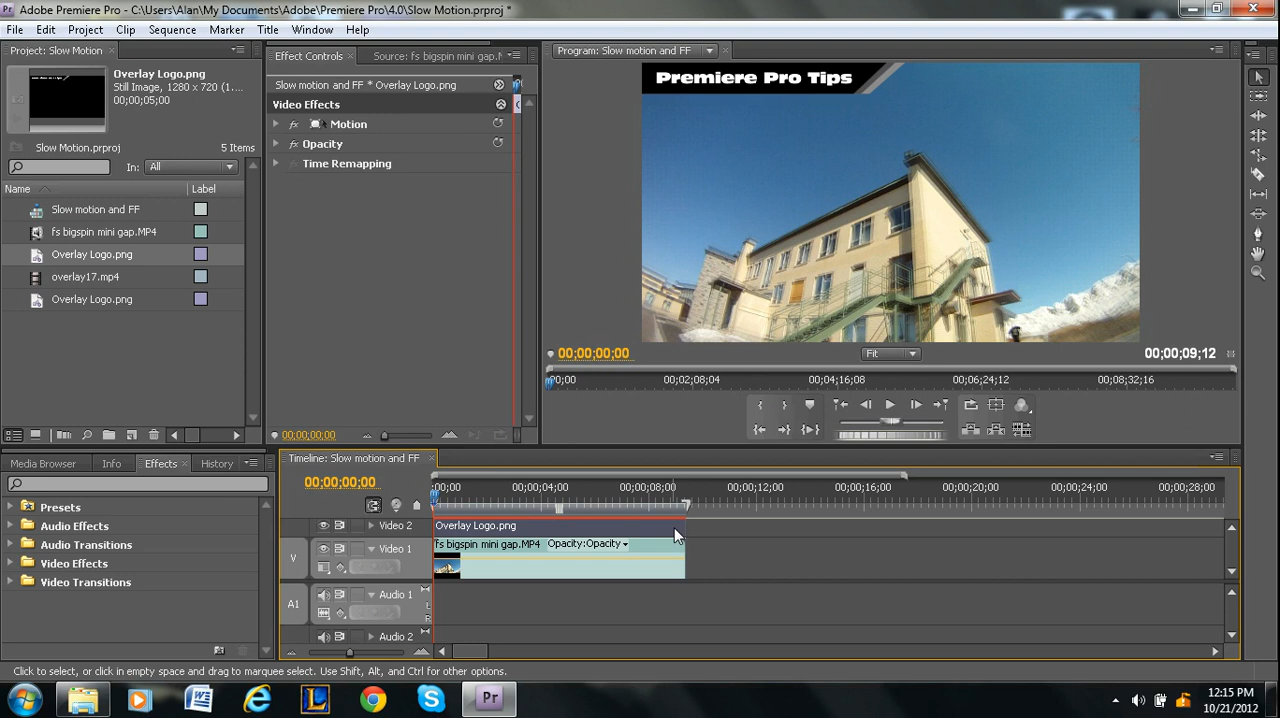 Adobe Premiere Pro - C:\Users\Alan\My Documents\Adobe\Premiere Pro\4.0\Slow Motion.prproj *
File Edit Project Clip Sequence Marker Title Window Help
Project: Slow Motion
Overlay Logo.png
Still Image, 1280 x 720 (1....
00;00;05;00
Slow Motion.prproj
5 Items
In: All
Name Label
Slow motion and FF
fs bigspin mini gap.MP4
Overlay Logo.png
overlay17.mp4
Overlay Logo.png
Effect Controls
Source: fs bigspin mini gap.M
Slow motion and FF * Overlay Logo.png
Video Effects
Motion
Opacity
Time Remapping
00;00;00;00
Program: Slow motion and FF
Premiere Pro Tips
00;00;00;00
Fit
00;00;09;12
00;00 00;02;08;04 00;04;16;08 00;06;24;12 00;08;32;16
Media Browser Info Effects History
Presets
Audio Effects
Audio Transitions
Video Effects
Video Transitions
Timeline: Slow motion and FF
00;00;00;00
00;00 00;00;04;00 00;00;08;00 00;00;12;00 00;00;16;00 00;00;20;00 00;00;24;00 00;00;28;00
Video 2
Overlay Logo.png
V
Video 1
fs bigspin mini gap.MP4 Opacity:Opacity
A1
Audio 1
L
R
Audio 2
Click to select, or click in empty space and drag to marquee select. Use Shift, Alt, and Ctrl for other options.
Pr
12:15 PM
10/21/2012